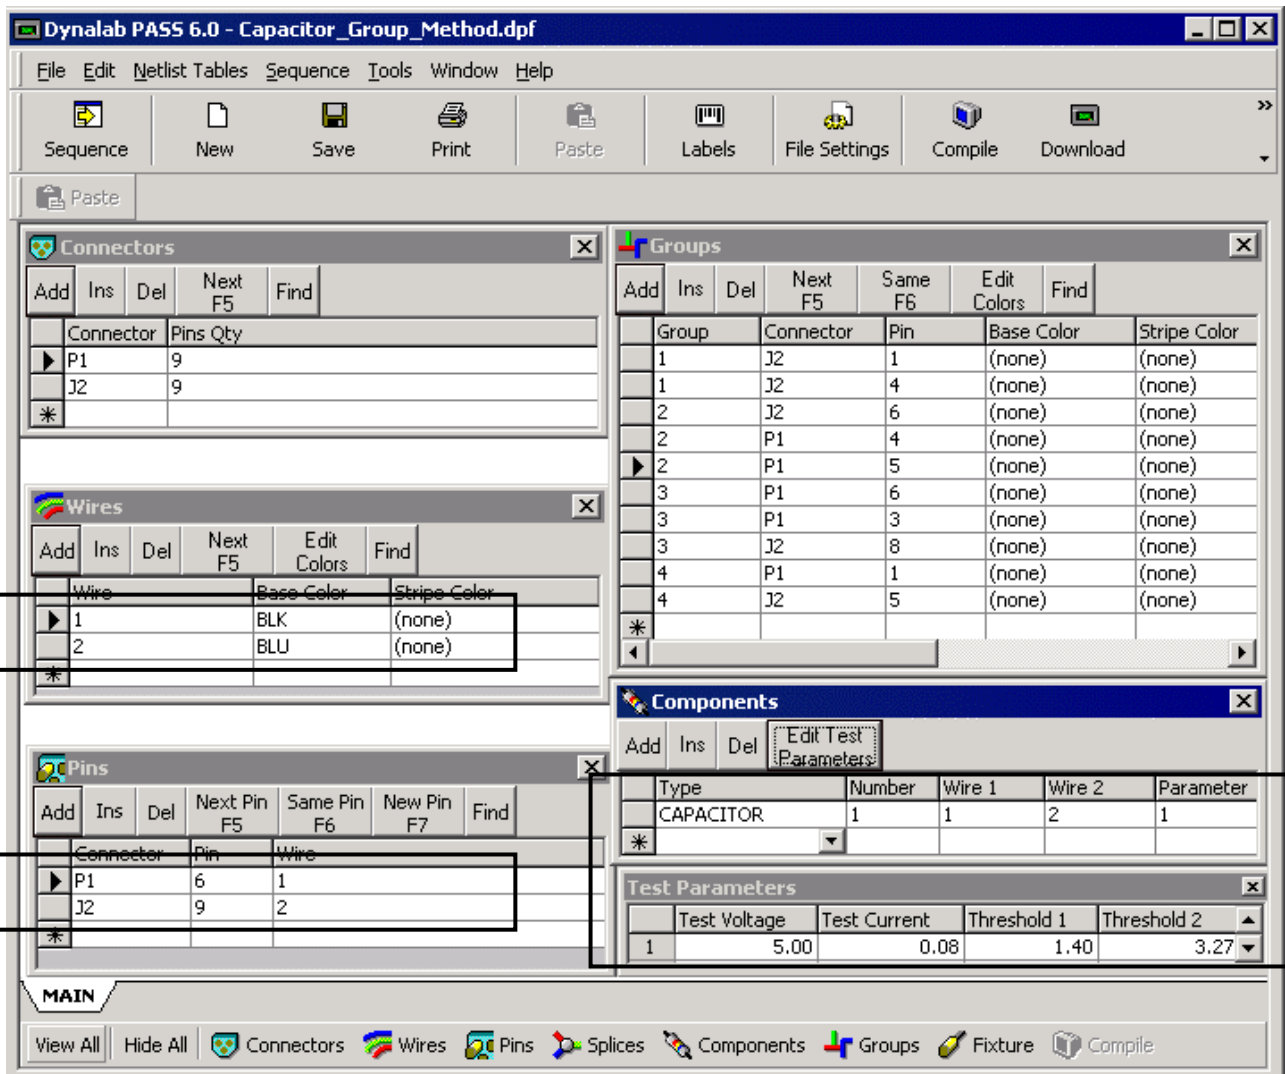 Dynalab PASS 6.0 - Capacitor_Group_Method.dpf
File Edit Netlist Tables Sequence Tools Window Help
Sequence New Save Print Paste Labels File Settings Compile Download »
Paste
Connectors
Add Ins Del Next F5 Find
Connector Pins Qty
P1 9
J2 9
Groups
Add Ins Del Next F5 Same F6 Edit Colors Find
Group Connector Pin Base Color Stripe Color
1 J2 1 (none) (none)
1 J2 4 (none) (none)
2 J2 6 (none) (none)
2 P1 4 (none) (none)
2 P1 5 (none) (none)
3 P1 6 (none) (none)
3 P1 3 (none) (none)
3 J2 8 (none) (none)
4 P1 1 (none) (none)
4 J2 5 (none) (none)
Wires
Add Ins Del Next F5 Edit Colors Find
Wire Base Color Stripe Color
1 BLK (none)
2 BLU (none)
Components
Add Ins Del Edit Test Parameters
Type Number Wire 1 Wire 2 Parameter
CAPACITOR 1 1 2 1
Pins
Add Ins Del Next Pin F5 Same Pin F6 New Pin F7 Find
Connector Pin Wire
P1 6 1
J2 9 2
Test Parameters
Test Voltage Test Current Threshold 1 Threshold 2
1 5.00 0.08 1.40 3.27
MAIN
View All Hide All Connectors Wires Pins Splices Components Groups Fixture Compile